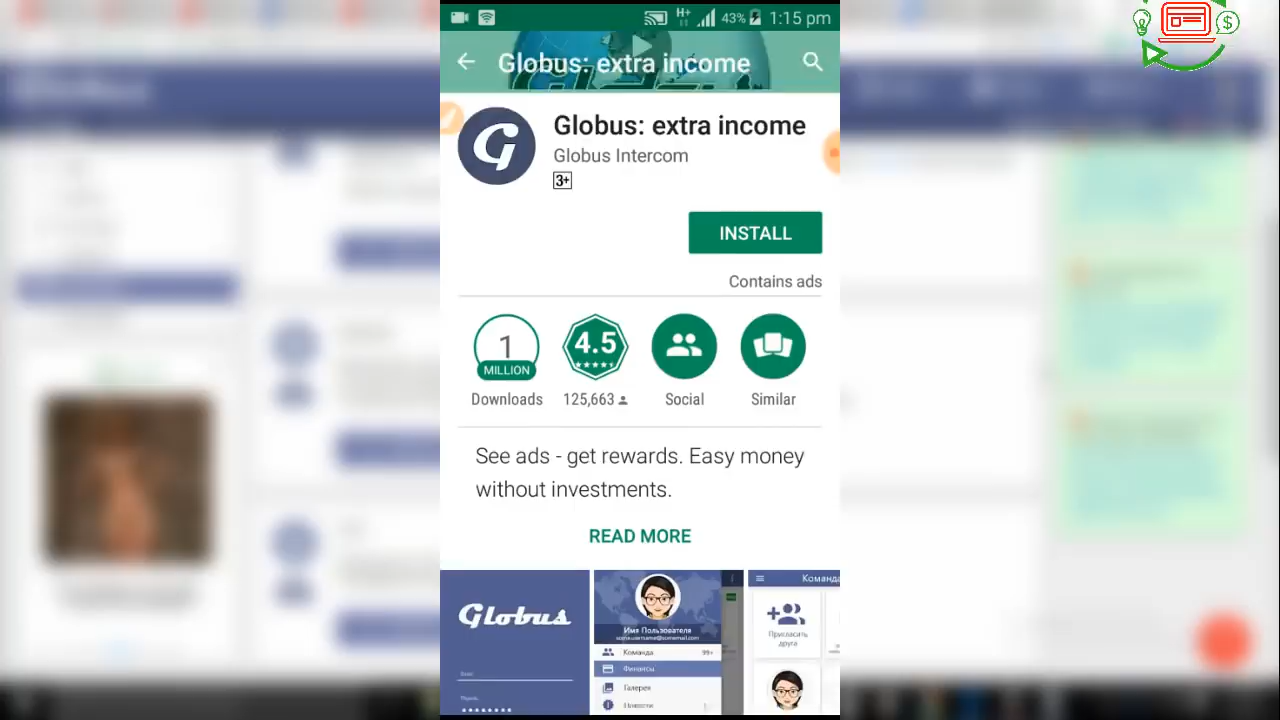 43% 1:15 pm
Globus: extra income
Globus: extra income
Globus Intercom
3+
INSTALL
Contains ads
1
MILLION
4.5
Downloads
125,663
Social
Similar
See ads - get rewards. Easy money
without investments.
READ MORE
Globus
Имя Пользователя
Команда 99+
Финансы
Галерея
Новости
Команда
Пригласить
друга